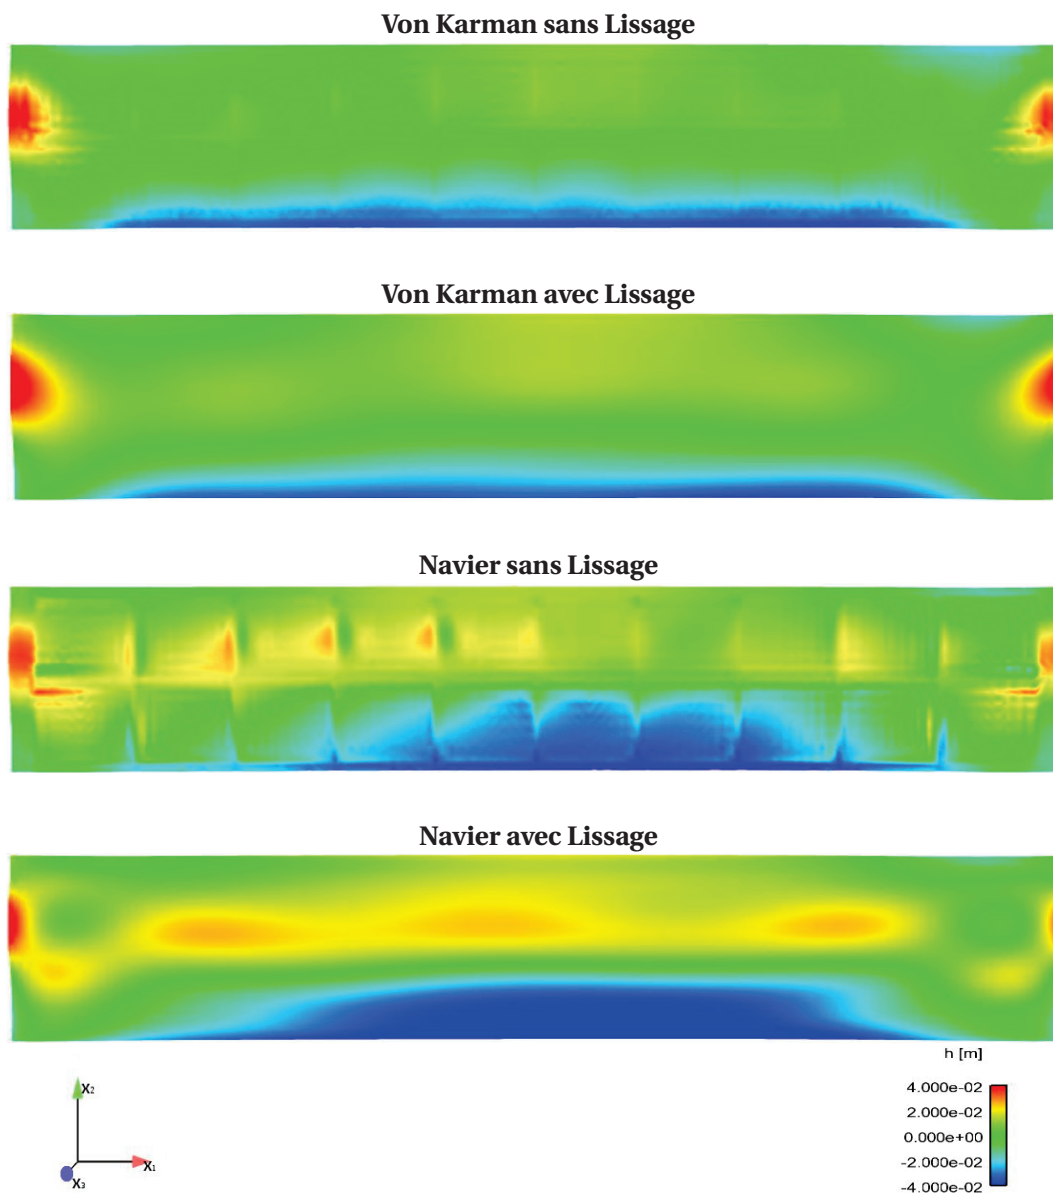 Von Karman sans Lissage
Von Karman avec Lissage
Navier sans Lissage
Navier avec Lissage
h [m]
4.000e-02
2.000e-02
0.000e+00
-2.000e-02
-4.000e-02
X2
X1
X3